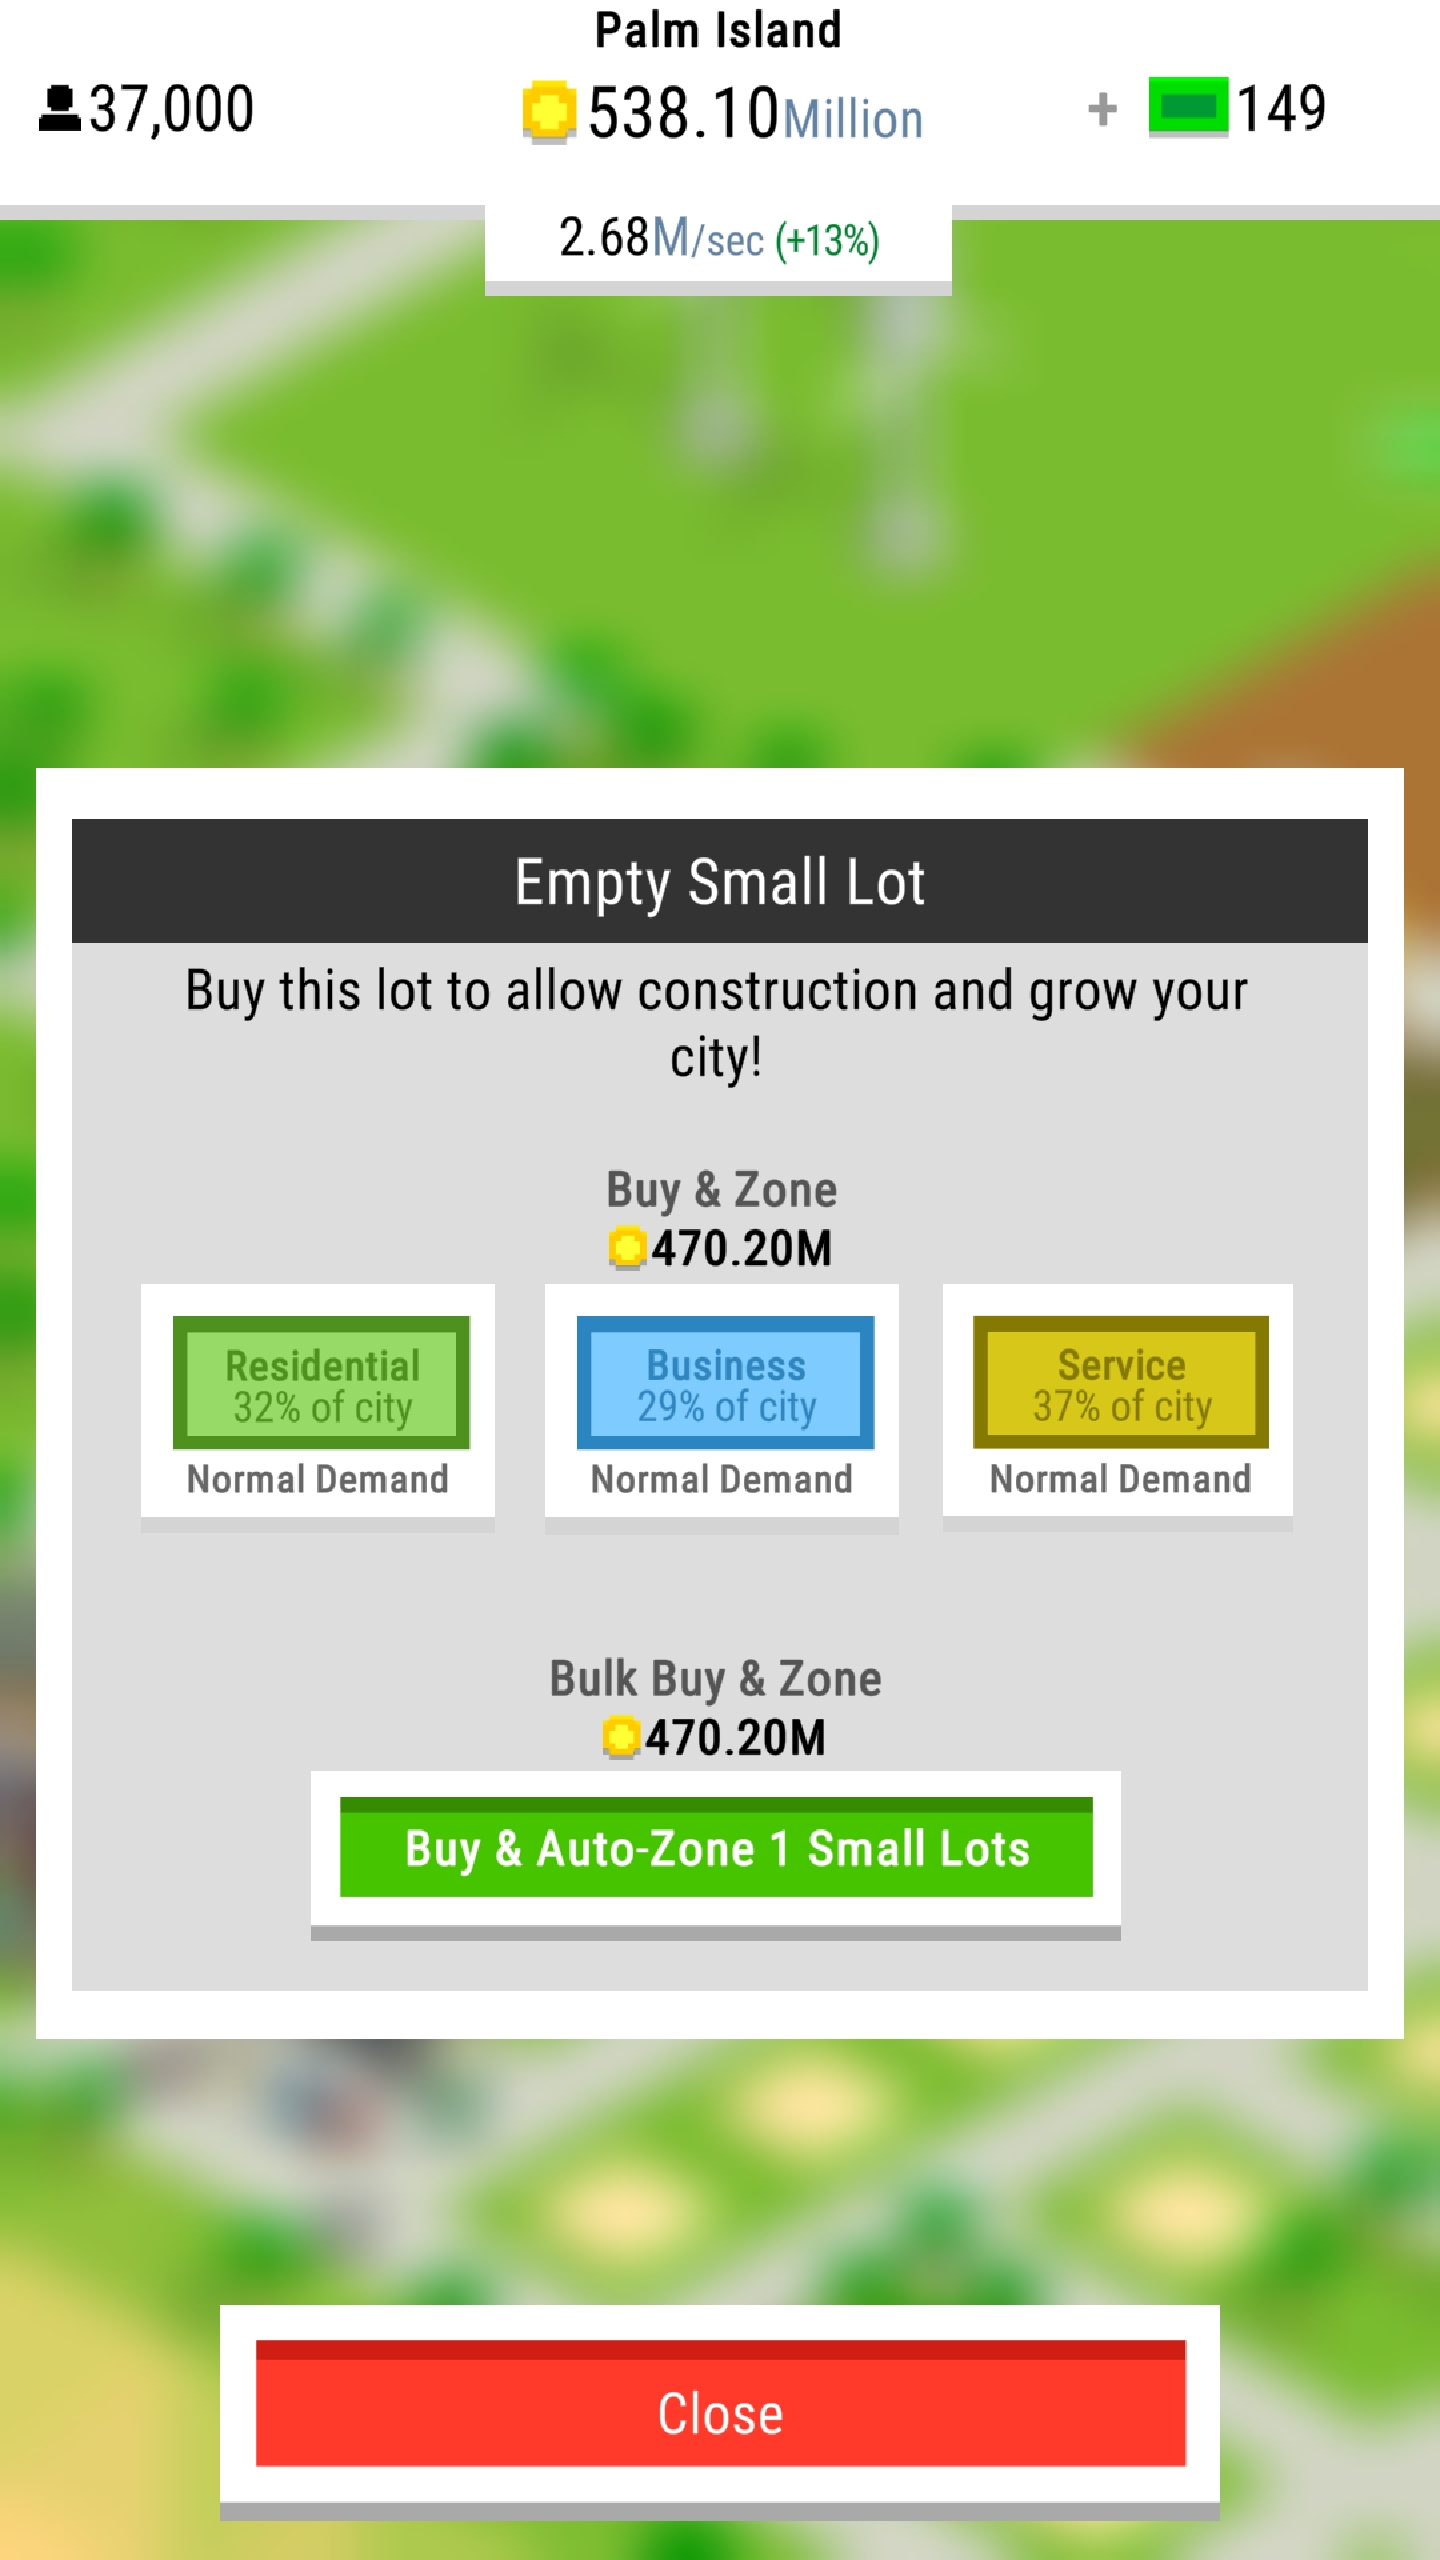 Palm Island
37,000
538.10Million
+ 149
2.68M/sec (+13%)
Empty Small Lot
Buy this lot to allow construction and grow your
city!
Buy & Zone
470.20M
Residential
32% of city
Normal Demand
Business
29% of city
Normal Demand
Service
37% of city
Normal Demand
Bulk Buy & Zone
470.20M
Buy & Auto-Zone 1 Small Lots
Close